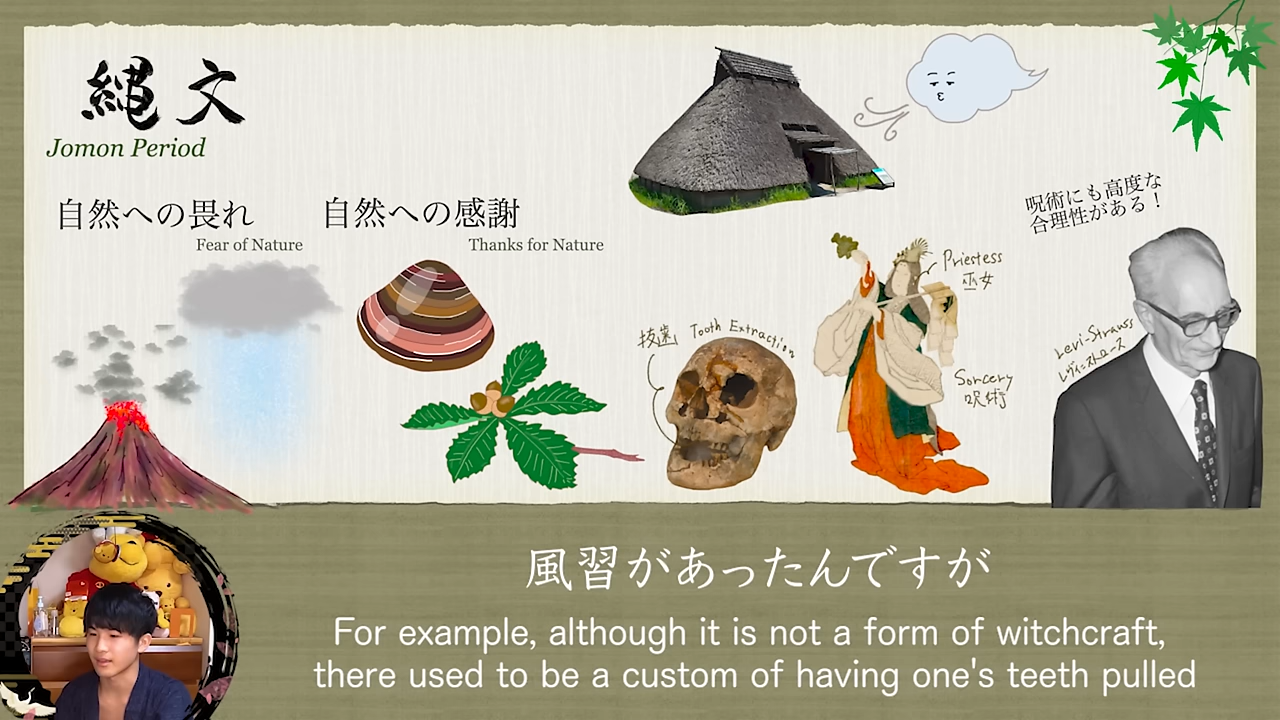 縄文
Jomon Period
自然への畏れ
Fear of Nature
自然への感謝
Thanks for Nature
呪術にも高度な
合理性がある！
抜歯
Tooth Extraction
Priestess
巫女
Sorcery
呪術
Levi-Strauss
レヴィ=ストロース
風習があったんですが
For example, although it is not a form of witchcraft,
there used to be a custom of having one's teeth pulled